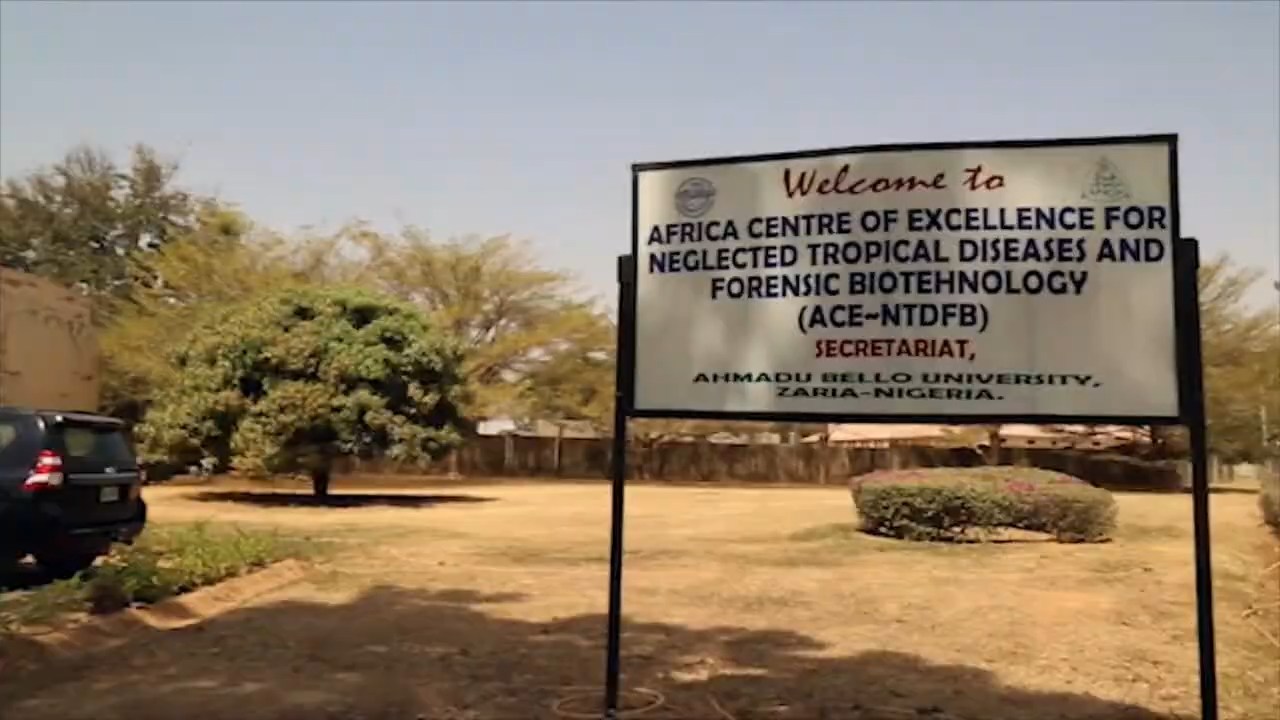 Welcome to
AFRICA CENTRE OF EXCELLENCE FOR
NEGLECTED TROPICAL DISEASES AND
FORENSIC BIOTEHNOLOGY
(ACE~NTDFB)
SECRETARIAT,
AHMADU BELLO UNIVERSITY,
ZARIA-NIGERIA.